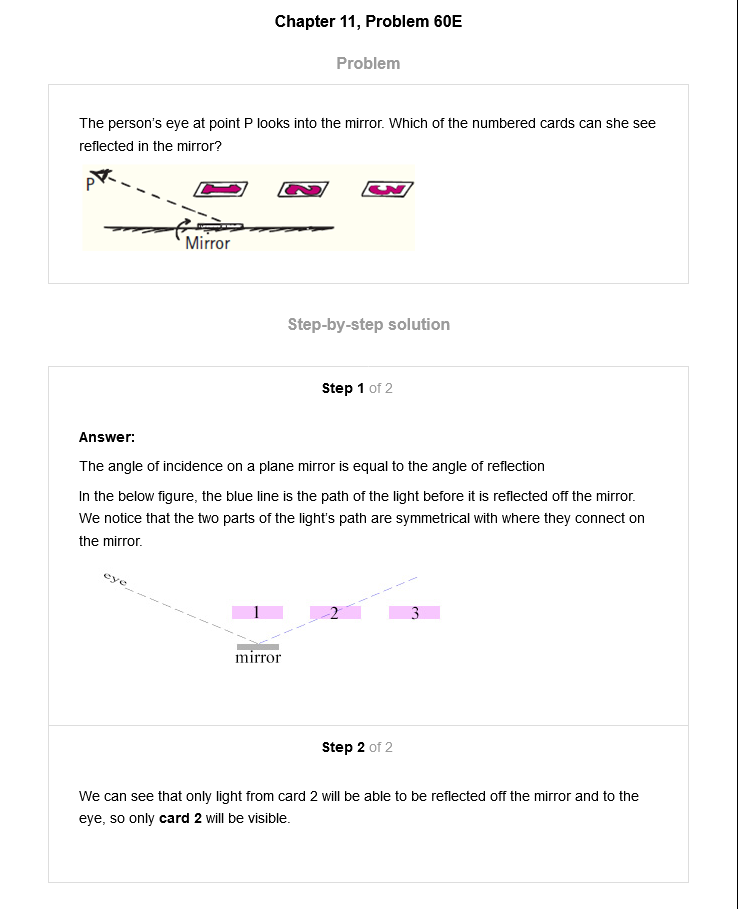 Chapter 11, Problem 60E
Problem
The person's eye at point P looks into the mirror. Which of the numbered cards can she see
reflected in the mirror?
P
1 2 3
Mirror
Step-by-step solution
Step 1 of 2
Answer:
The angle of incidence on a plane mirror is equal to the angle of reflection
In the below figure, the blue line is the path of the light before it is reflected off the mirror.
We notice that the two parts of the light's path are symmetrical with where they connect on
the mirror.
eye
1 2 3
mirror
Step 2 of 2
We can see that only light from card 2 will be able to be reflected off the mirror and to the
eye, so only card 2 will be visible.